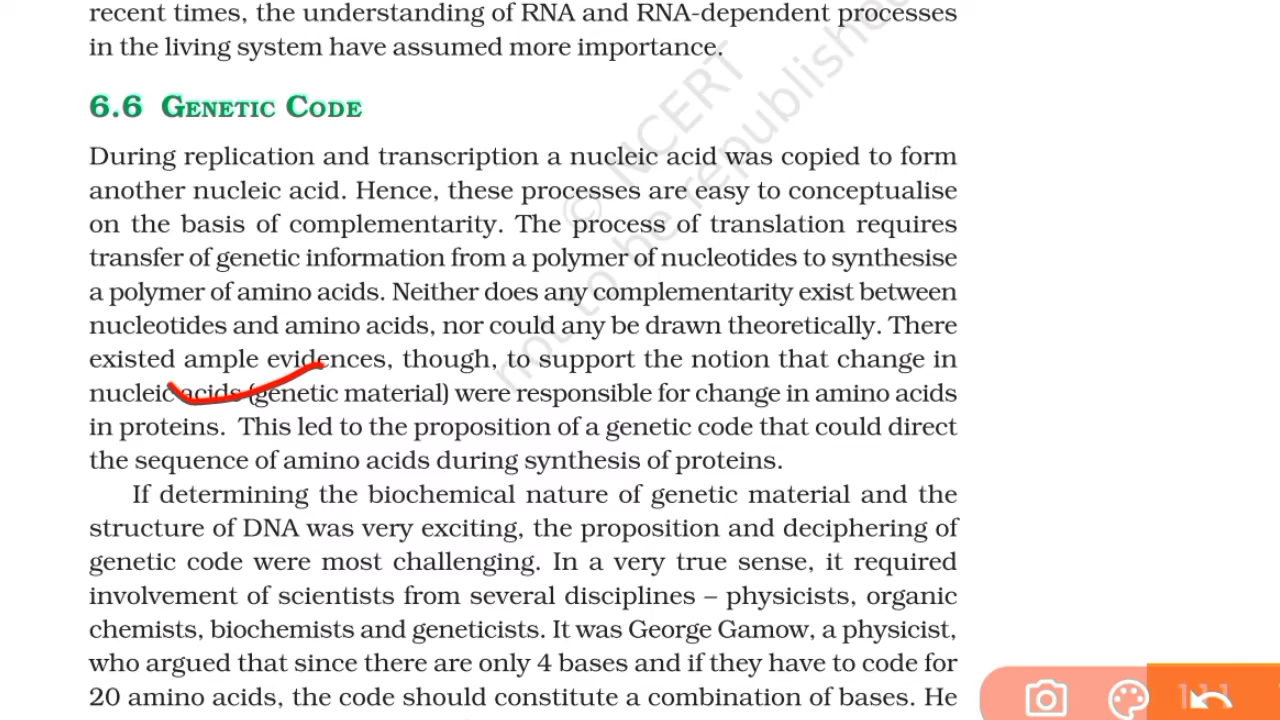 recent times, the understanding of RNA and RNA-dependent processes
in the living system have assumed more importance.
6.6 GENETIC CODE
During replication and transcription a nucleic acid was copied to form
another nucleic acid. Hence, these processes are easy to conceptualise
on the basis of complementarity. The process of translation requires
transfer of genetic information from a polymer of nucleotides to synthesise
a polymer of amino acids. Neither does any complementarity exist between
nucleotides and amino acids, nor could any be drawn theoretically. There
existed ample evidences, though, to support the notion that change in
nucleic acids (genetic material) were responsible for change in amino acids
in proteins. This led to the proposition of a genetic code that could direct
the sequence of amino acids during synthesis of proteins.
If determining the biochemical nature of genetic material and the
structure of DNA was very exciting, the proposition and deciphering of
genetic code were most challenging. In a very true sense, it required
involvement of scientists from several disciplines – physicists, organic
chemists, biochemists and geneticists. It was George Gamow, a physicist,
who argued that since there are only 4 bases and if they have to code for
20 amino acids, the code should constitute a combination of bases. He
© NCERT
not to be republished
111